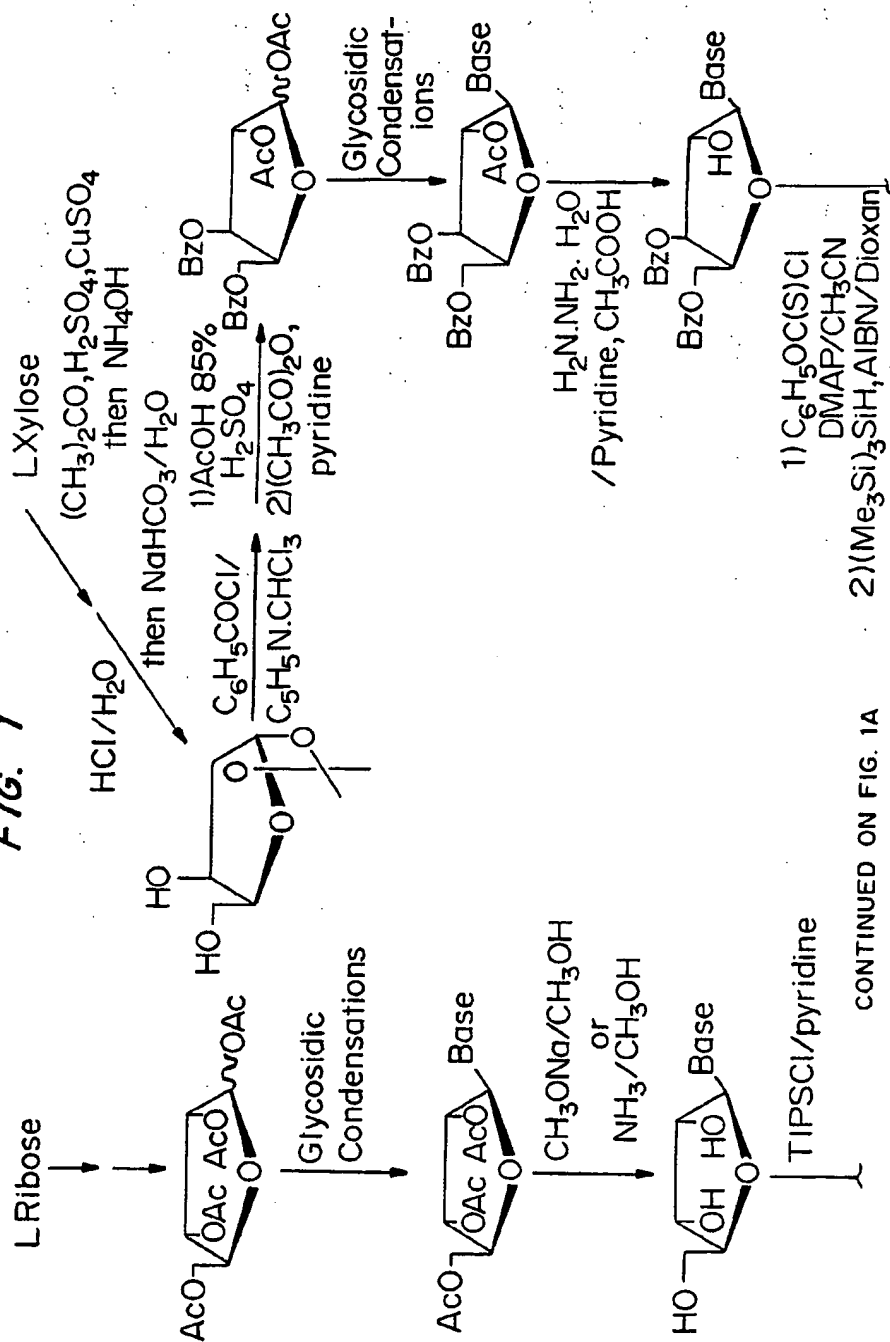 FIG. 1
L Ribose
AcO
OAc AcO
O
OAc
Glycosidic
Condensations
AcO
OAc AcO
O
Base
CH3ONa/CH3OH
or
NH3/CH3OH
HO
OH HO
O
Base
TIPSCl/pyridine
L Xylose
(CH3)2CO,H2SO4,CuSO4
then NH4OH
HCl/H2O
then NaHCO3/H2O
HO
HO
O
O
O
C6H5COCl/
C5H5N.CHCl3
1)AcOH 85%
H2SO4
2)(CH3CO)2O,
pyridine
BzO
BzO
AcO
O
OAc
Glycosidic
Condensat-
ions
BzO
BzO
AcO
O
Base
H2N.NH2.H2O
/Pyridine,CH3COOH
BzO
BzO
HO
O
Base
1) C6H5OC(S)Cl
DMAP/CH3CN
2)(Me3Si)3SiH,AIBN/Dioxan
CONTINUED ON FIG. 1A